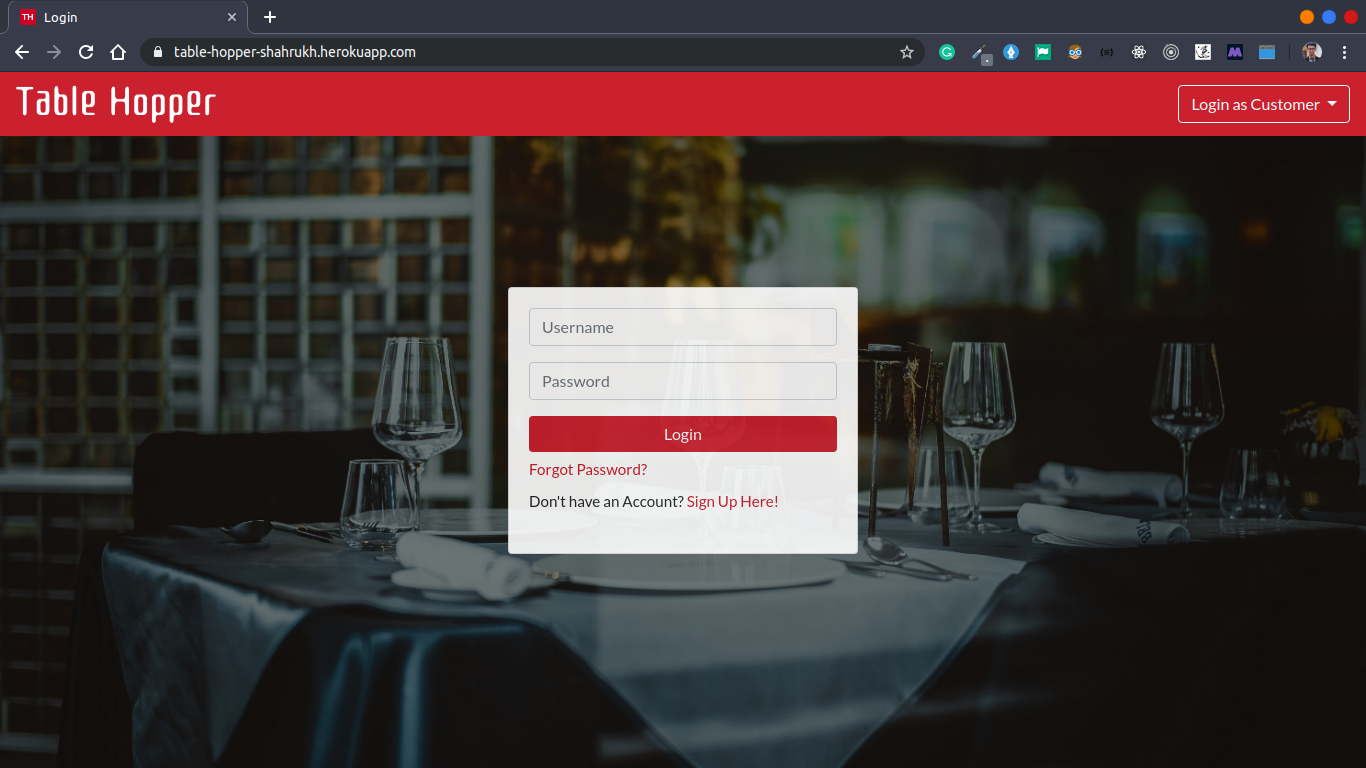 TH Login
table-hopper-shahrukh.herokuapp.com
Table Hopper
Login as Customer
Username
Password
Login
Forgot Password?
Don't have an Account? Sign Up Here!